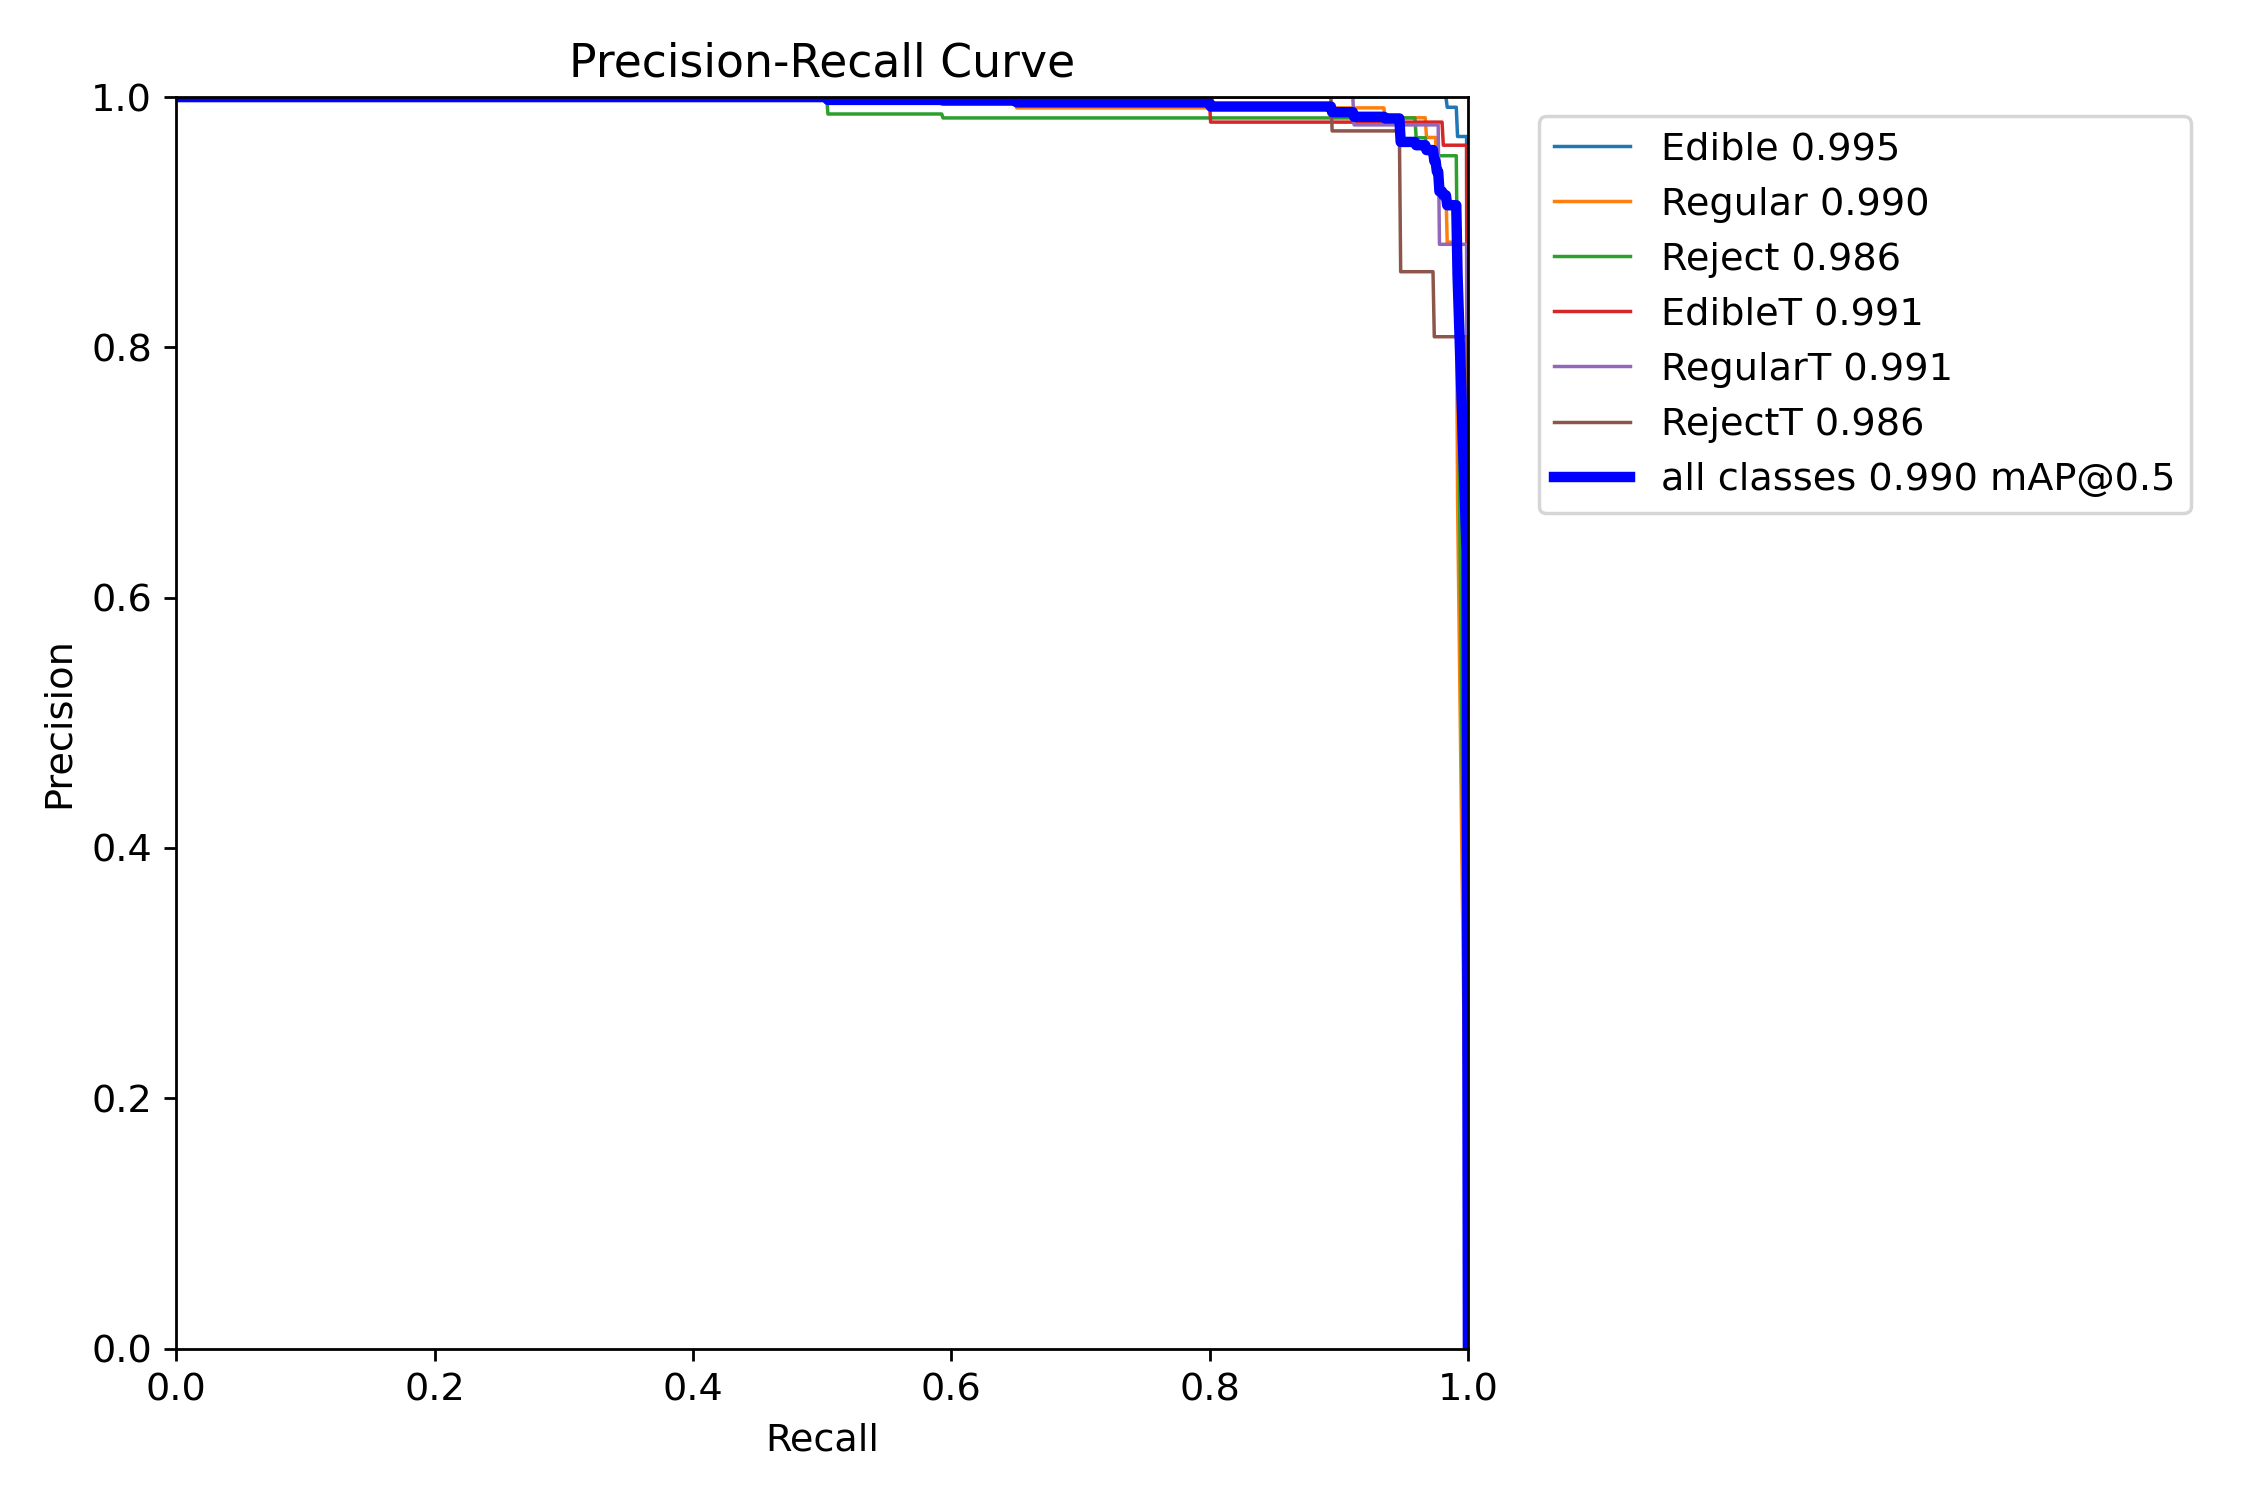 Precision-Recall Curve
1.0
0.8
0.6
0.4
0.2
0.0
Precision
0.0 0.2 0.4 0.6 0.8 1.0
Recall
Edible 0.995
Regular 0.990
Reject 0.986
EdibleT 0.991
RegularT 0.991
RejectT 0.986
all classes 0.990 mAP@0.5